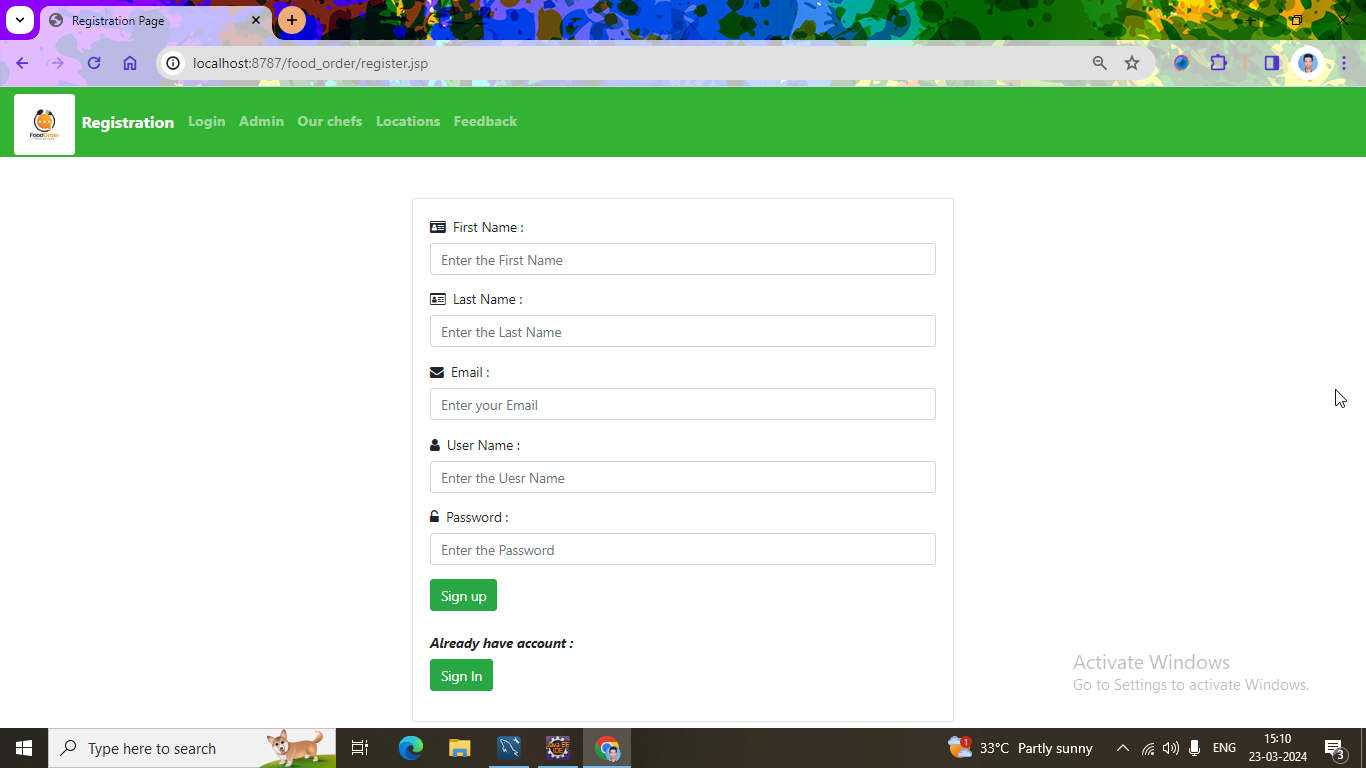 Registration Page
localhost:8787/food_order/register.jsp
FoodOrder
Registration Login Admin Our chefs Locations Feedback
First Name :
Enter the First Name
Last Name :
Enter the Last Name
Email :
Enter your Email
User Name :
Enter the Uesr Name
Password :
Enter the Password
Sign up
Already have account :
Sign In
Activate Windows
Go to Settings to activate Windows.
Type here to search
1
33°C Partly sunny
ENG
15:10
23-03-2024
3